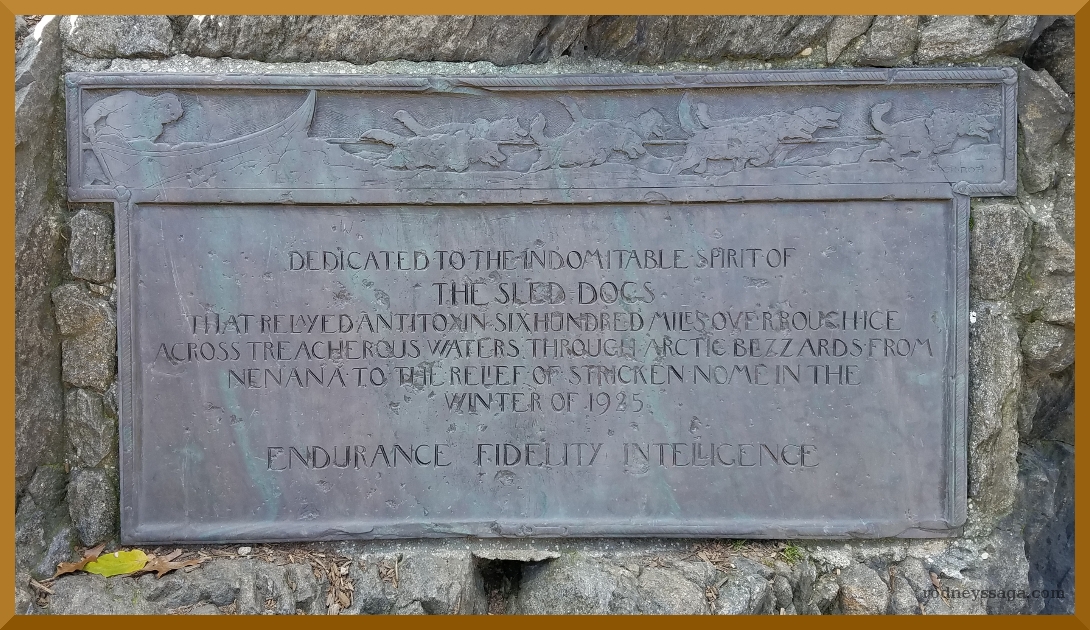 DEDICATED TO THE INDOMITABLE SPIRIT OF
THE SLED DOGS
THAT RELAYED ANTITOXIN SIX HUNDRED MILES OVER ROUGH ICE
ACROSS TREACHEROUS WATERS THROUGH ARCTIC BLIZZARDS FROM
NENANA TO THE RELIEF OF STRICKEN NOME IN THE
WINTER OF 1925
ENDURANCE FIDELITY INTELLIGENCE
rodneyssaga.com